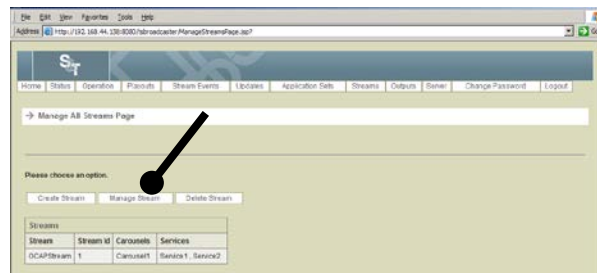 File Edit View Favorites Tools Help
Address http://192.168.44.138:8080/tsbroadcaster/ManageStreamsPage.jsp?
S T
Home Status Operation Playouts Stream Events Updates Application Sets Streams Outputs Server Change Password Logout
Manage All Streams Page
Please choose an option.
Create Stream Manage Stream Delete Stream
Streams
Stream Stream Id Carousels Services
OCAPStream 1 Carousel1 Service1, Service2